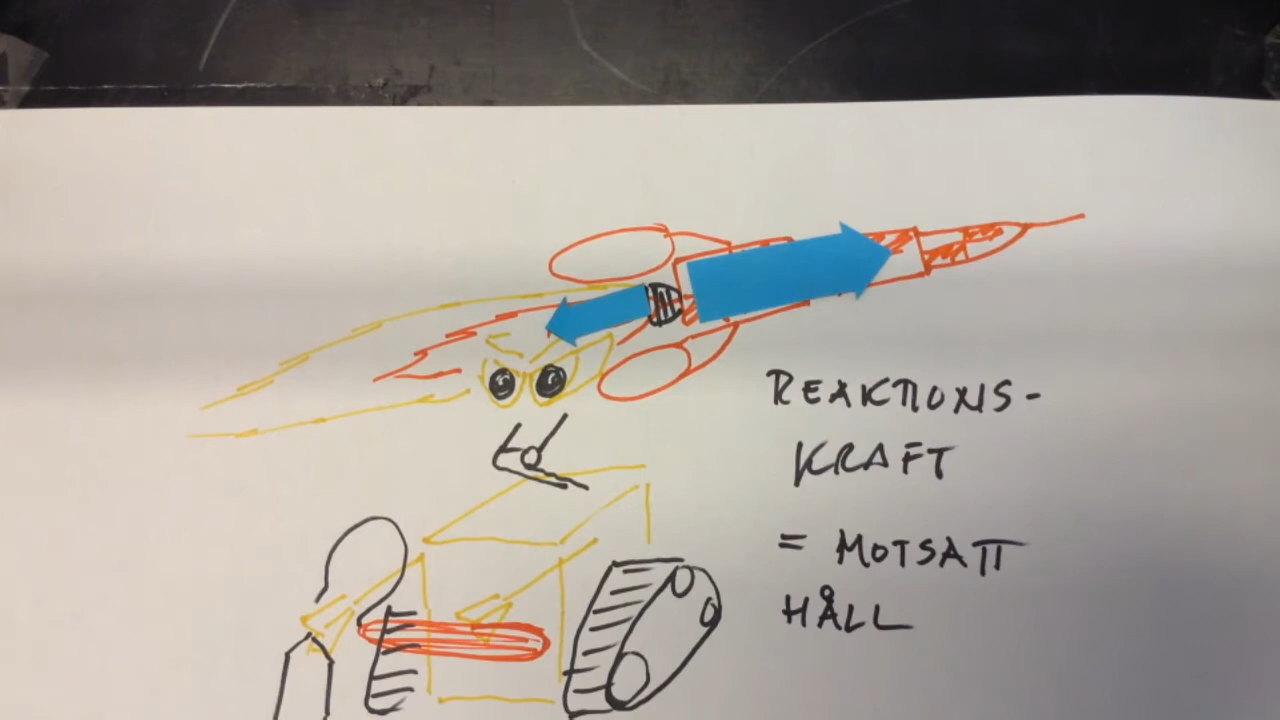 REAKTIONS-
KRAFT
= MOTSATT
HÅLL